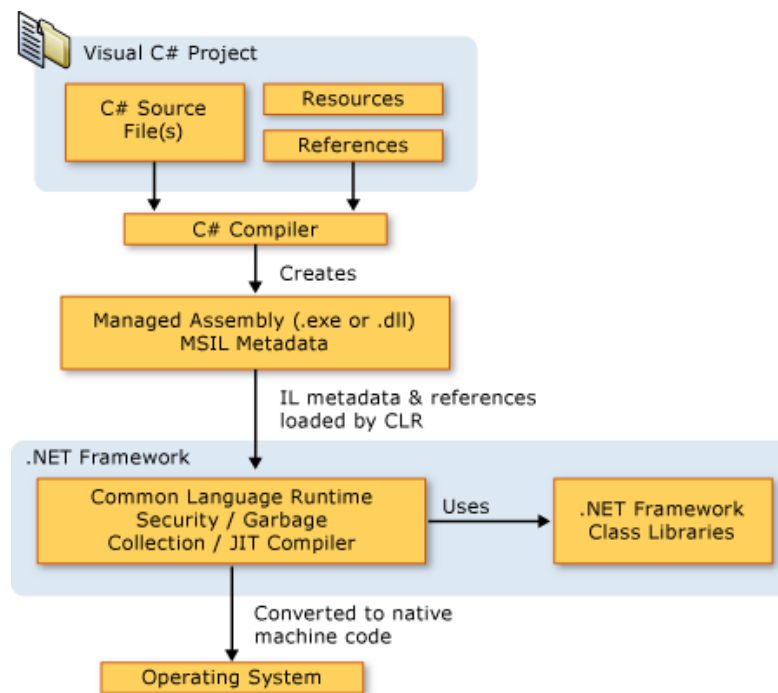 Visual C# Project
C# Source
File(s)
Resources
References
C# Compiler
Creates
Managed Assembly (.exe or .dll)
MSIL Metadata
IL metadata & references
loaded by CLR
.NET Framework
Common Language Runtime
Security / Garbage
Collection / JIT Compiler
Uses
.NET Framework
Class Libraries
Converted to native
machine code
Operating System